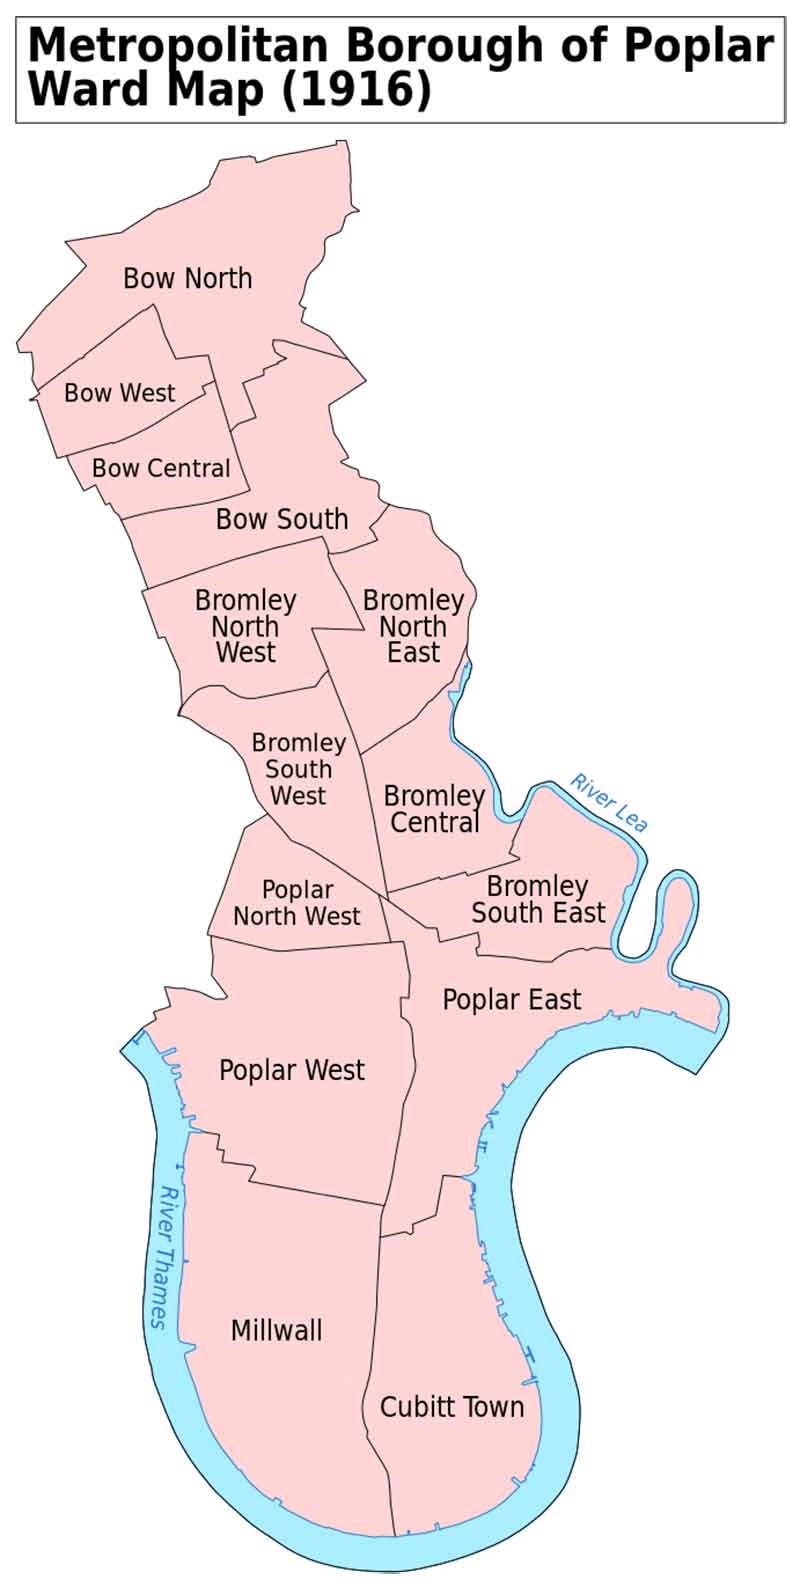 Metropolitan Borough of Poplar
Ward Map (1916)
Bow North
Bow West
Bow Central
Bow South
Bromley
North
West
Bromley
North
East
Bromley
South
West
Bromley
Central
River Lea
Poplar
North West
Bromley
South East
Poplar East
Poplar West
River Thames
Millwall
Cubitt Town